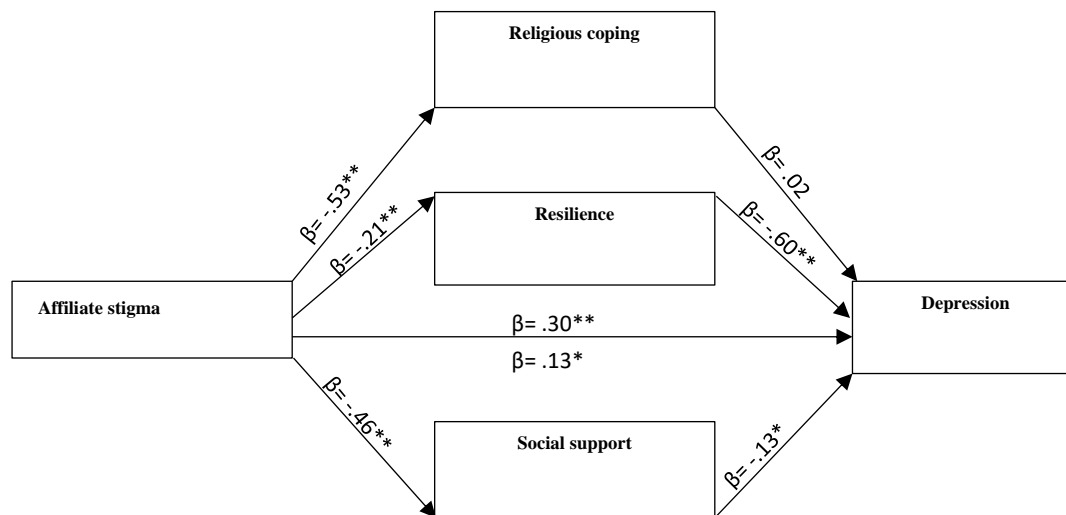 Religious coping
β= -.53**
β= .02
Resilience
β= -.21**
β= -.60**
Affiliate stigma
Depression
β= .30**
β= .13*
β= -.46**
Social support
β= -.13*